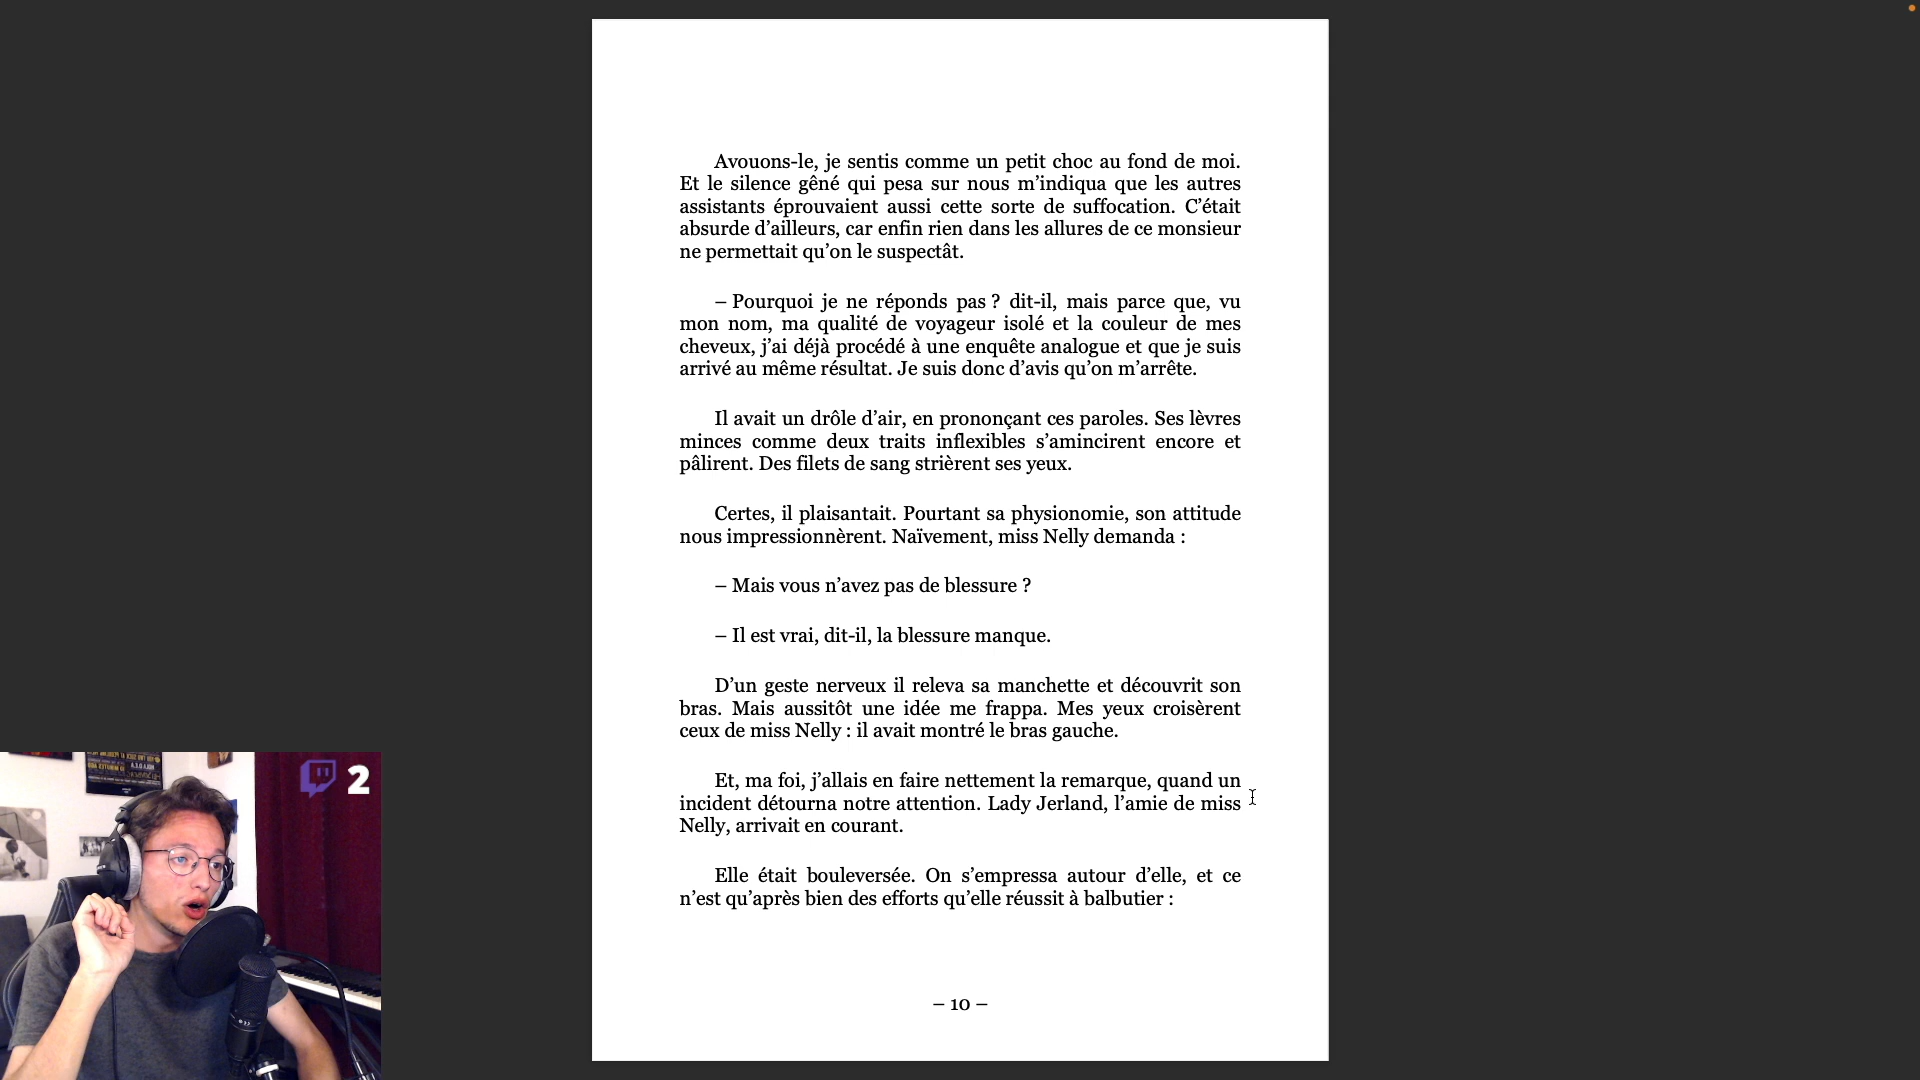 Avouons-le, je sentis comme un petit choc au fond de moi.
Et le silence gêné qui pesa sur nous m’indiqua que les autres
assistants éprouvaient aussi cette sorte de suffocation. C’était
absurde d’ailleurs, car enfin rien dans les allures de ce monsieur
ne permettait qu’on le suspectât.
– Pourquoi je ne réponds pas ? dit-il, mais parce que, vu
mon nom, ma qualité de voyageur isolé et la couleur de mes
cheveux, j’ai déjà procédé à une enquête analogue et que je suis
arrivé au même résultat. Je suis donc d’avis qu’on m’arrête.
Il avait un drôle d’air, en prononçant ces paroles. Ses lèvres
minces comme deux traits inflexibles s’amincirent encore et
pâlirent. Des filets de sang strièrent ses yeux.
Certes, il plaisantait. Pourtant sa physionomie, son attitude
nous impressionnèrent. Naïvement, miss Nelly demanda :
– Mais vous n’avez pas de blessure ?
– Il est vrai, dit-il, la blessure manque.
D’un geste nerveux il releva sa manchette et découvrit son
bras. Mais aussitôt une idée me frappa. Mes yeux croisèrent
ceux de miss Nelly : il avait montré le bras gauche.
Et, ma foi, j’allais en faire nettement la remarque, quand un
incident détourna notre attention. Lady Jerland, l’amie de miss
Nelly, arrivait en courant.
Elle était bouleversée. On s’empressa autour d’elle, et ce
n’est qu’après bien des efforts qu’elle réussit à balbutier :
– 10 –
2